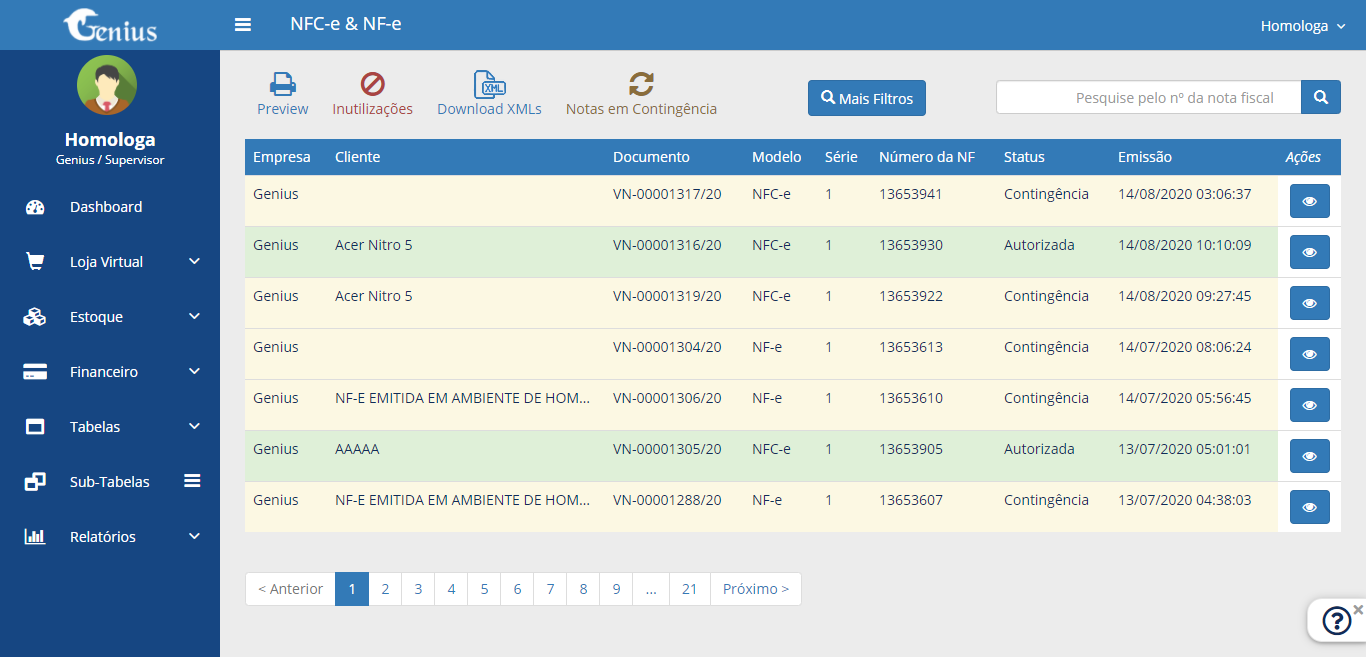 Genius
NFC-e & NF-e
Homologa
Homologa
Genius / Supervisor
Dashboard
Loja Virtual
Estoque
Financeiro
Tabelas
Sub-Tabelas
Relatórios
Preview Inutilizações XML Download XMLs Notas em Contingência Mais Filtros Pesquise pelo nº da nota fiscal
Empresa Cliente Documento Modelo Série Número da NF Status Emissão Ações
Genius VN-00001317/20 NFC-e 1 13653941 Contingência 14/08/2020 03:06:37
Genius Acer Nitro 5 VN-00001316/20 NFC-e 1 13653930 Autorizada 14/08/2020 10:10:09
Genius Acer Nitro 5 VN-00001319/20 NFC-e 1 13653922 Contingência 14/08/2020 09:27:45
Genius VN-00001304/20 NF-e 1 13653613 Contingência 14/07/2020 08:06:24
Genius NF-E EMITIDA EM AMBIENTE DE HOM... VN-00001306/20 NF-e 1 13653610 Contingência 14/07/2020 05:56:45
Genius AAAAA VN-00001305/20 NFC-e 1 13653905 Autorizada 13/07/2020 05:01:01
Genius NF-E EMITIDA EM AMBIENTE DE HOM... VN-00001288/20 NF-e 1 13653607 Contingência 13/07/2020 04:38:03
< Anterior 1 2 3 4 5 6 7 8 9 ... 21 Próximo >
?